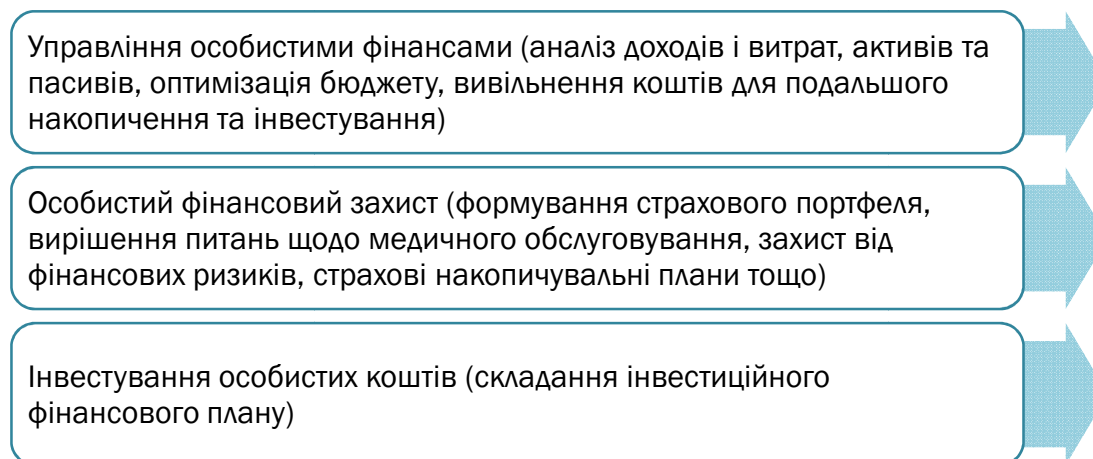 Управління особистими фінансами (аналіз доходів і витрат, активів та
пасивів, оптимізація бюджету, вивільнення коштів для подальшого
накопичення та інвестування)
Особистий фінансовий захист (формування страхового портфеля,
вирішення питань щодо медичного обслуговування, захист від
фінансових ризиків, страхові накопичувальні плани тощо)
Інвестування особистих коштів (складання інвестиційного
фінансового плану)